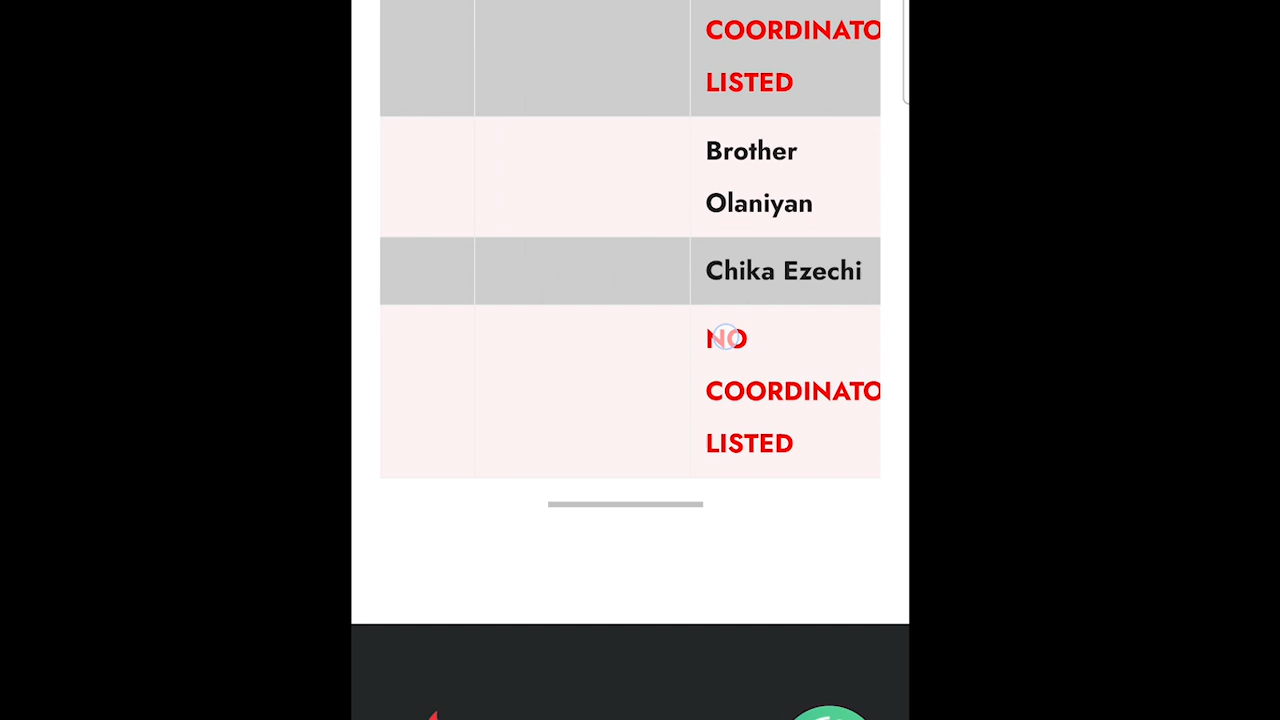 COORDINATO
LISTED
Brother
Olaniyan
Chika Ezechi
NO
COORDINATO
LISTED